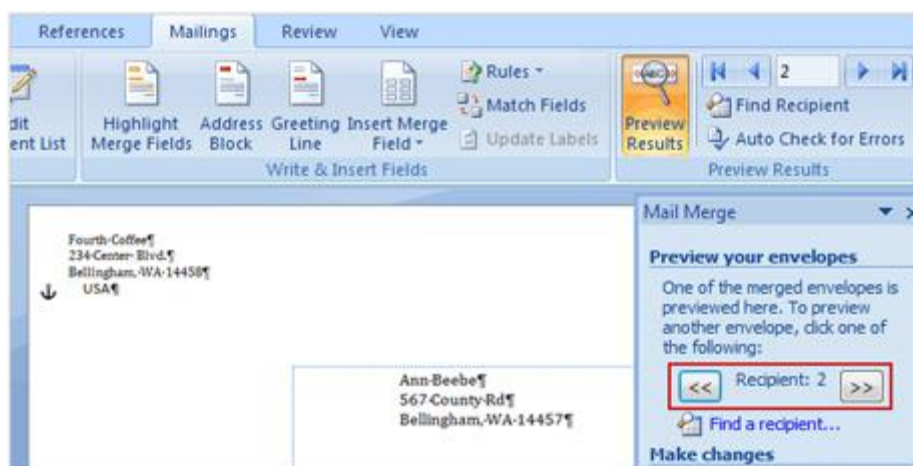 References Mailings Review View
dit
ent List
Highlight
Merge Fields
Address
Block
Greeting
Line
Insert Merge
Field
Rules
Match Fields
Update Labels
Write & Insert Fields
ABC
Preview
Results
2
Find Recipient
Auto Check for Errors
Preview Results
Fourth·Coffee¶
234·Center·Blvd.¶
Bellingham,·WA·14458¶
USA¶
Ann·Beebe¶
567·County·Rd¶
Bellingham,·WA·14457¶
Mail Merge
Preview your envelopes
One of the merged envelopes is
previewed here. To preview
another envelope, click one of
the following:
<< Recipient: 2 >>
Find a recipient...
Make changes